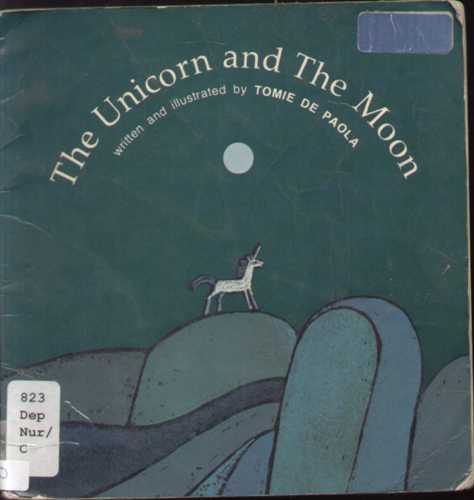 The Unicorn and The Moon
written and illustrated by TOMIE DE PAOLA
823
Dep
Nur/
C